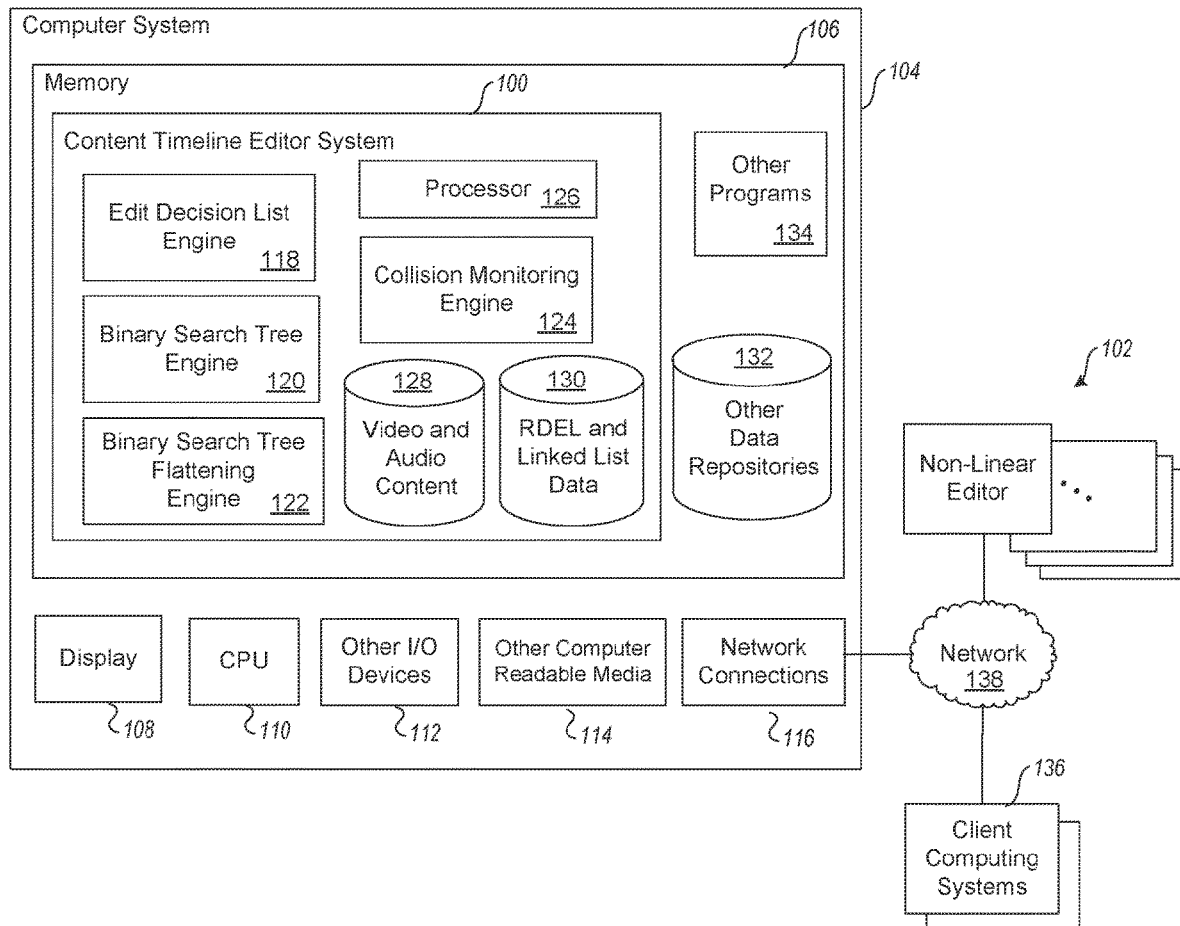 Computer System
106
Memory
104
100
Content Timeline Editor System
Edit Decision List
Engine
118
Processor
126
Other
Programs
134
Collision Monitoring
Engine
124
Binary Search Tree
Engine
120
Binary Search Tree
Flattening
Engine
122
128
Video and
Audio
Content
130
RDEL and
Linked List
Data
132
Other
Data
Repositories
102
Non-Linear
Editor
Display
108
CPU
110
Other I/O
Devices
112
Other Computer
Readable Media
114
Network
Connections
116
Network
138
136
Client
Computing
Systems